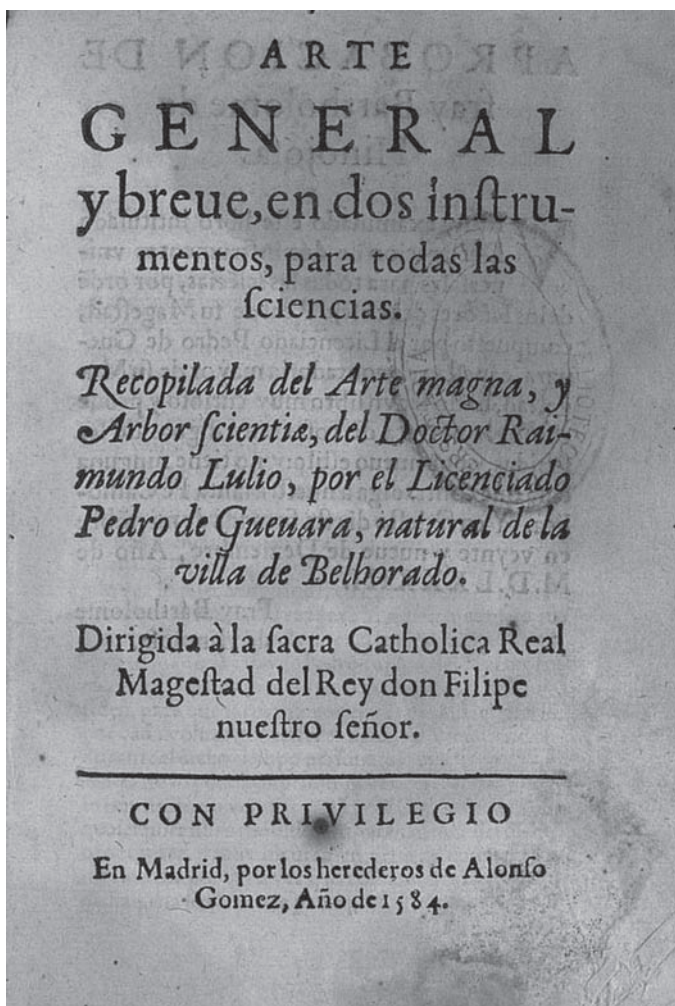 ARTE
GENERAL
y breue, en dos inſtru-
mentos, para todas las
ſciencias.
Recopilada del Arte magna, y
Arbor ſcientiæ, del Doctor Rai-
mundo Lulio, por el Licenciado
Pedro de Gueuara, natural de la
villa de Belhorado.
Dirigida à la ſacra Catholica Real
Mageſtad del Rey don Filipe
nueſtro ſeñor.
CON PRIVILEGIO
En Madrid, por los herederos de Alonſo
Gomez, Año de 1584.